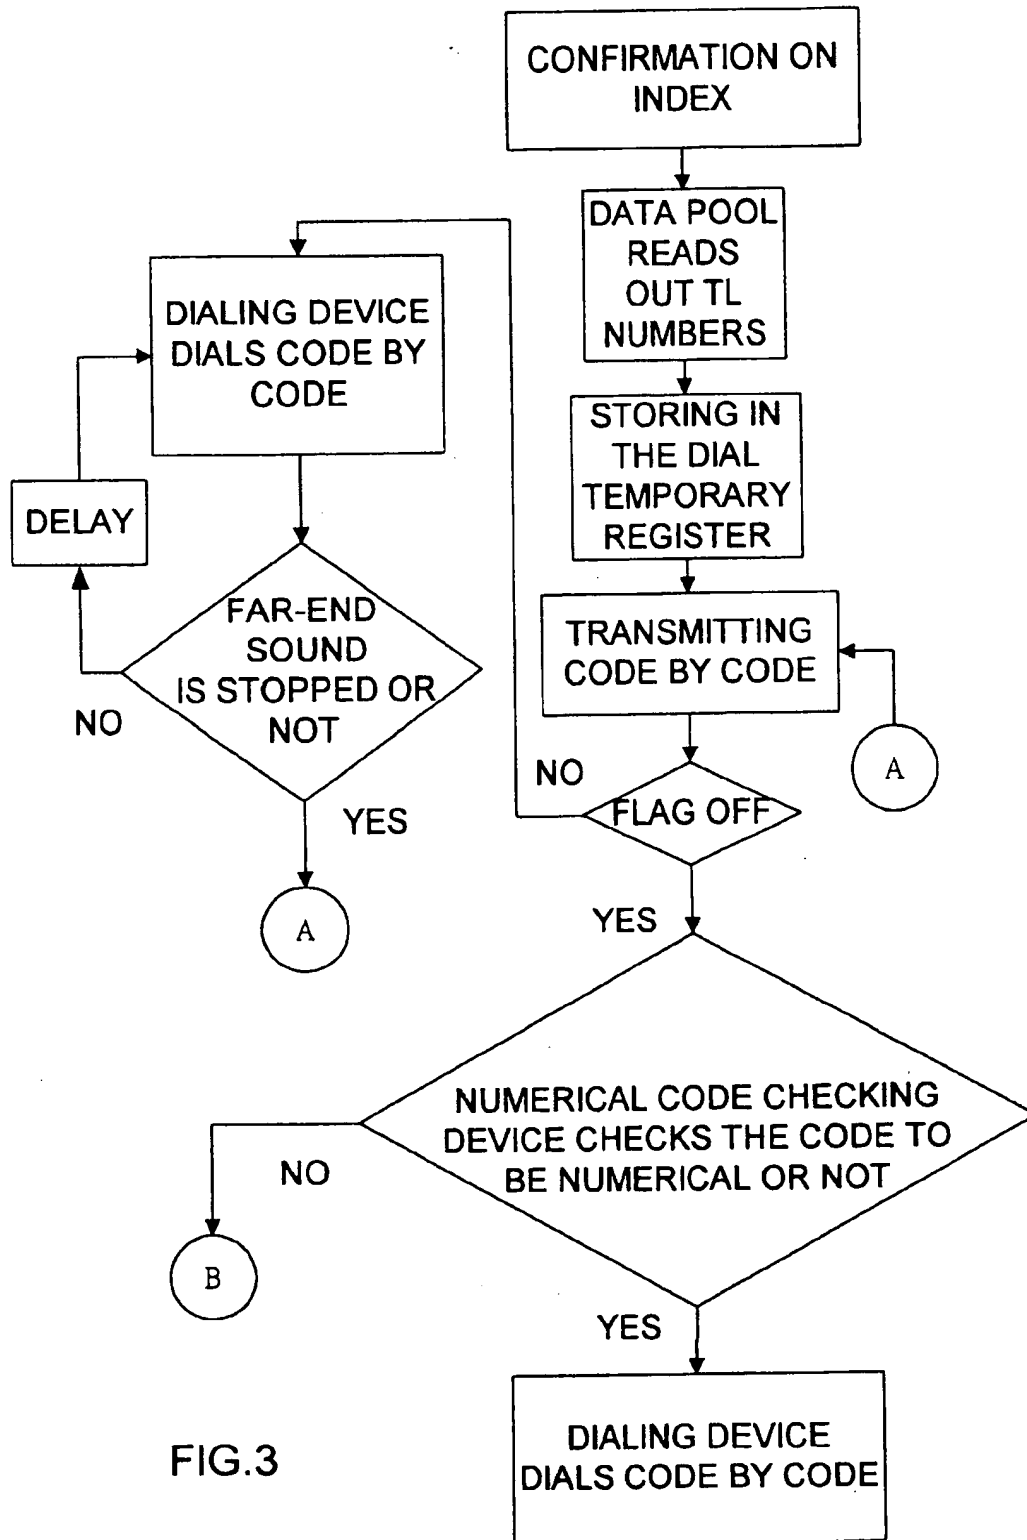 CONFIRMATION ON
INDEX
DATA POOL
READS
OUT TL
NUMBERS
STORING IN
THE DIAL
TEMPORARY
REGISTER
TRANSMITTING
CODE BY CODE
A
FLAG OFF
NO
YES
DIALING DEVICE
DIALS CODE BY
CODE
DELAY
FAR-END
SOUND
IS STOPPED OR
NOT
NO
YES
A
NUMERICAL CODE CHECKING
DEVICE CHECKS THE CODE TO
BE NUMERICAL OR NOT
NO
B
YES
DIALING DEVICE
DIALS CODE BY CODE
FIG.3